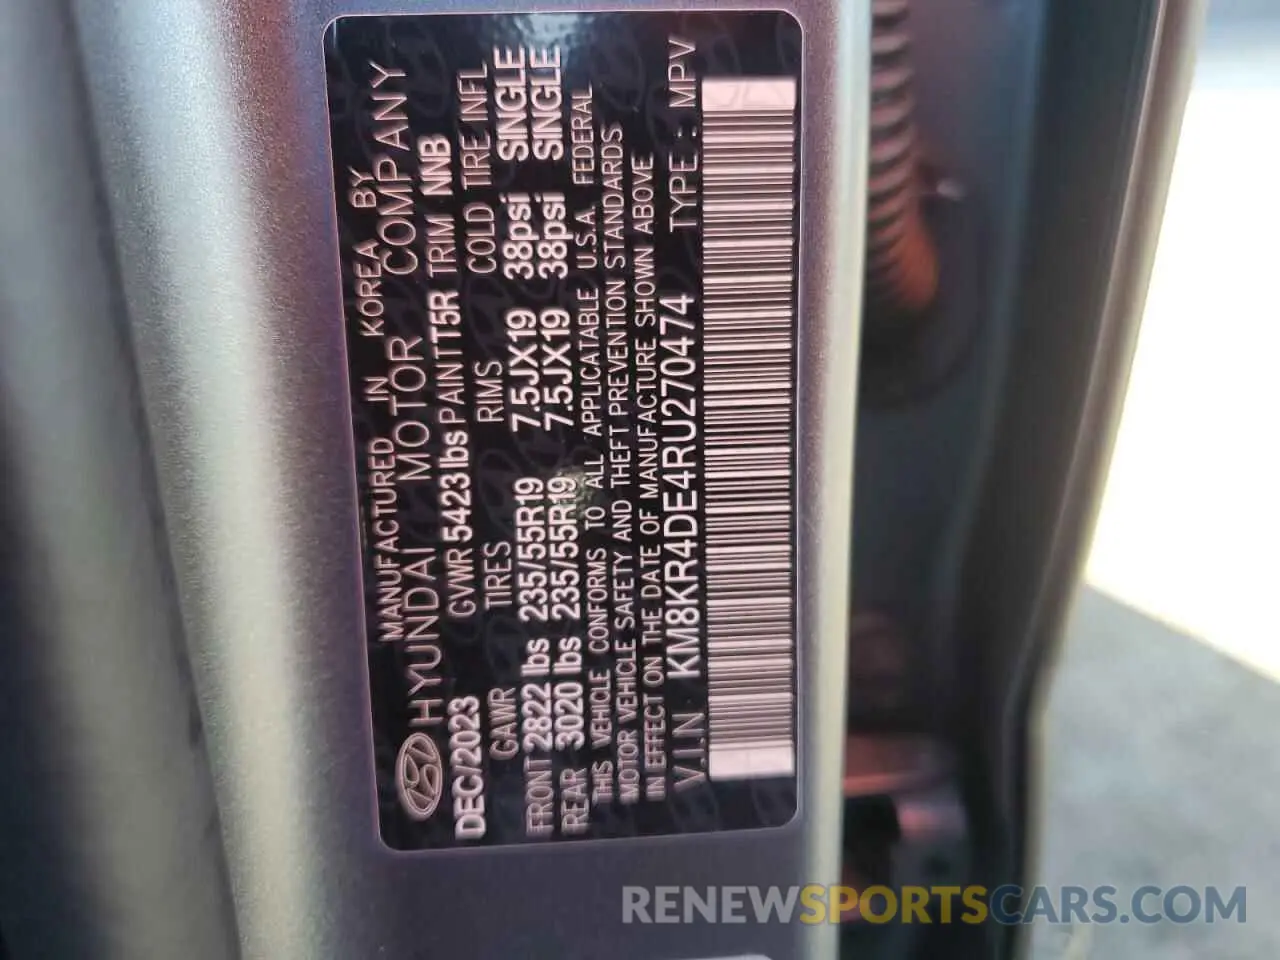 MANUFACTURED IN KOREA BY
HYUNDAI MOTOR COMPANY
DEC/2023 GVWR 5423 lbs PAINT T5R TRIM NNB
GAWR TIRES RIMS COLD TIRE INFL
FRONT 2822 lbs 235/55R19 7.5JX19 38psi SINGLE
REAR 3020 lbs 235/55R19 7.5JX19 38psi SINGLE
THIS VEHICLE CONFORMS TO ALL APPLICATABLE U.S.A. FEDERAL
MOTOR VEHICLE SAFETY AND THEFT PREVENTION STANDARDS
IN EFFECT ON THE DATE OF MANUFACTURE SHOWN ABOVE
V.I.N KM8KR4DE4RU270474 TYPE : MPV
RENEWSPORTSCARS.COM